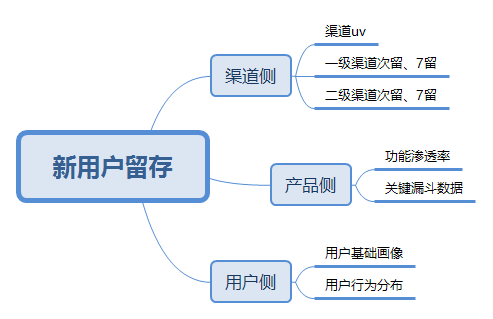 新用户留存
渠道侧
渠道uv
一级渠道次留、7留
二级渠道次留、7留
产品侧
功能渗透率
关键漏斗数据
用户侧
用户基础画像
用户行为分布